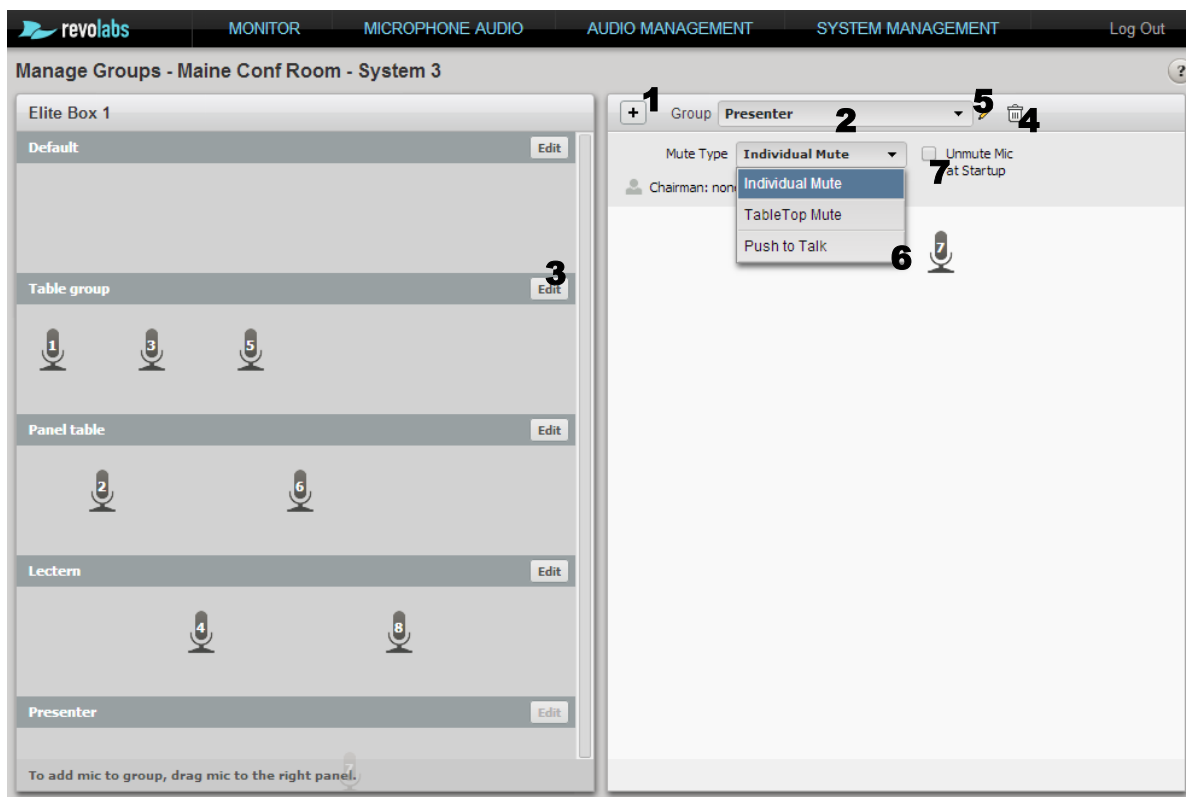 revolabs MONITOR MICROPHONE AUDIO AUDIO MANAGEMENT SYSTEM MANAGEMENT Log Out
Manage Groups - Maine Conf Room - System 3 ?
Elite Box 1
Default Edit
3
Table group Edit
1 3 5
Panel table Edit
2 6
Lectern Edit
4 8
Presenter Edit
7
To add mic to group, drag mic to the right panel.
+ 1 Group Presenter 2 5 4
Mute Type Individual Mute Unmute Mic
7 at Startup
Chairman: none
Individual Mute
TableTop Mute
Push to Talk
6 7